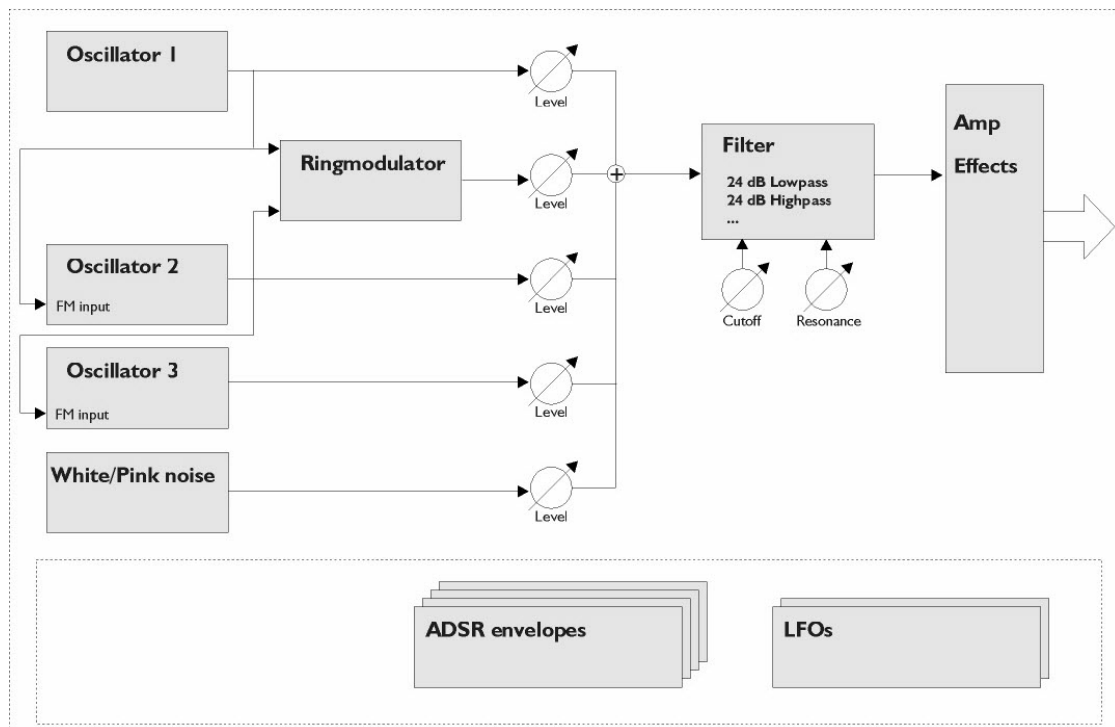 Oscillator 1
Level
Ringmodulator
Level
Filter
24 dB Lowpass
24 dB Highpass
...
Amp
Effects
Oscillator 2
FM input
Level
Cutoff
Resonance
Oscillator 3
FM input
Level
White/Pink noise
Level
ADSR envelopes
LFOs